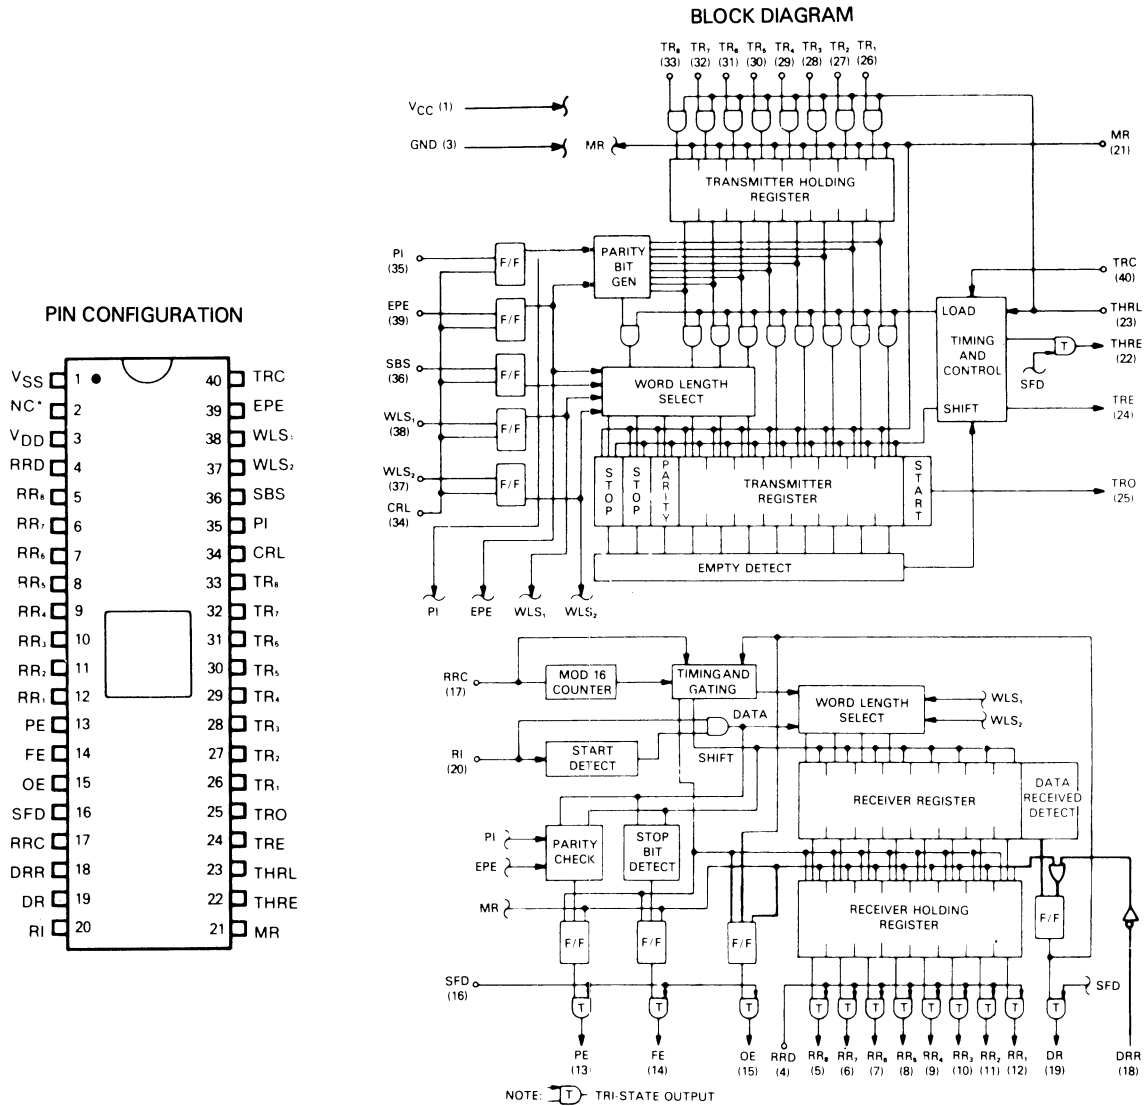 BLOCK DIAGRAM
TR₈ TR₇ TR₆ TR₅ TR₄ TR₃ TR₂ TR₁
(33) (32) (31) (30) (29) (28) (27) (26)
VCC (1)
GND (3)
MR
MR
(21)
TRANSMITTER HOLDING
REGISTER
PI
(35)
F/F
PARITY
BIT
GEN
TRC
(40)
EPE
(39)
F/F
LOAD
TIMING
AND
CONTROL
SHIFT
THRL
(23)
T
THRE
(22)
SFD
SBS
(36)
F/F
WORD LENGTH
SELECT
TRE
(24)
WLS₁
(38)
F/F
WLS₂
(37)
F/F
CRL
(34)
STOP
STOP
PARITY
TRANSMITTER
REGISTER
START
TRO
(25)
EMPTY DETECT
PI EPE WLS₁ WLS₂
PIN CONFIGURATION
VSS 1 40 TRC
NC* 2 39 EPE
VDD 3 38 WLS₁
RRD 4 37 WLS₂
RR₈ 5 36 SBS
RR₇ 6 35 PI
RR₆ 7 34 CRL
RR₅ 8 33 TR₈
RR₄ 9 32 TR₇
RR₃ 10 31 TR₆
RR₂ 11 30 TR₅
RR₁ 12 29 TR₄
PE 13 28 TR₃
FE 14 27 TR₂
OE 15 26 TR₁
SFD 16 25 TRO
RRC 17 24 TRE
DRR 18 23 THRL
DR 19 22 THRE
RI 20 21 MR
RRC
(17)
MOD 16
COUNTER
TIMING AND
GATING
WORD LENGTH
SELECT
WLS₁
WLS₂
DATA
RI
(20)
START
DETECT
SHIFT
RECEIVER REGISTER
DATA
RECEIVED
DETECT
PI
EPE
PARITY
CHECK
STOP
BIT
DETECT
MR
F/F
F/F
F/F
RECEIVER HOLDING
REGISTER
F/F
SFD
(16)
SFD
T T T T T T T T T T T T
PE FE OE RRD RR₈ RR₇ RR₆ RR₅ RR₄ RR₃ RR₂ RR₁ DR DRR
(13) (14) (15) (4) (5) (6) (7) (8) (9) (10) (11) (12) (19) (18)
NOTE: T TRI-STATE OUTPUT